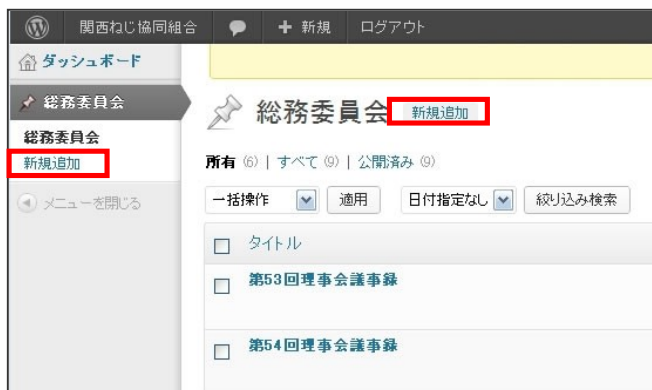 関西ねじ協同組合 + 新規 ログアウト
ダッシュボード
総務委員会
総務委員会
新規追加
メニューを閉じる
総務委員会 新規追加
所有 (6) | すべて (9) | 公開済み (9)
一括操作 適用 日付指定なし 絞り込み検索
タイトル
第53回理事会議事録
第54回理事会議事録